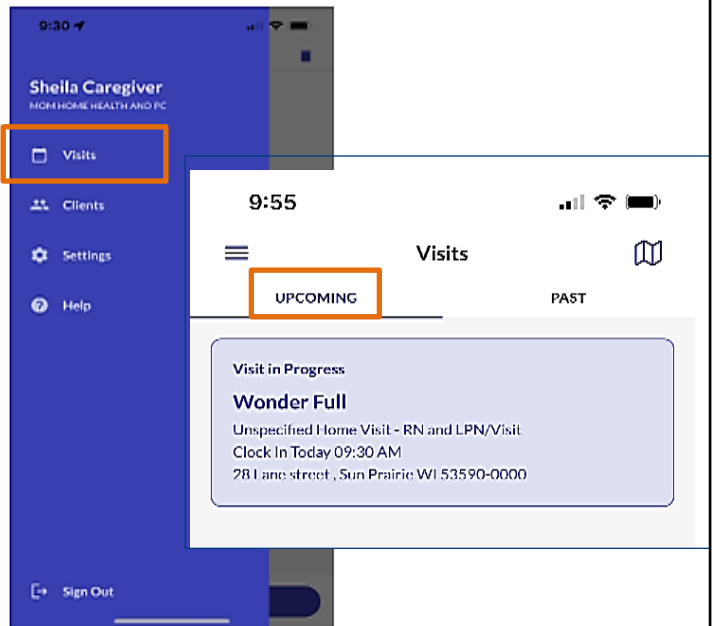 9:30
Sheila Caregiver
MOM HOME HEALTH AND PC
Visits
Clients
Settings
Help
Sign Out
9:55
Visits
UPCOMING
PAST
Visit in Progress
Wonder Full
Unspecified Home Visit - RN and LPN/Visit
Clock In Today 09:30 AM
28 Lane street , Sun Prairie WI 53590-0000